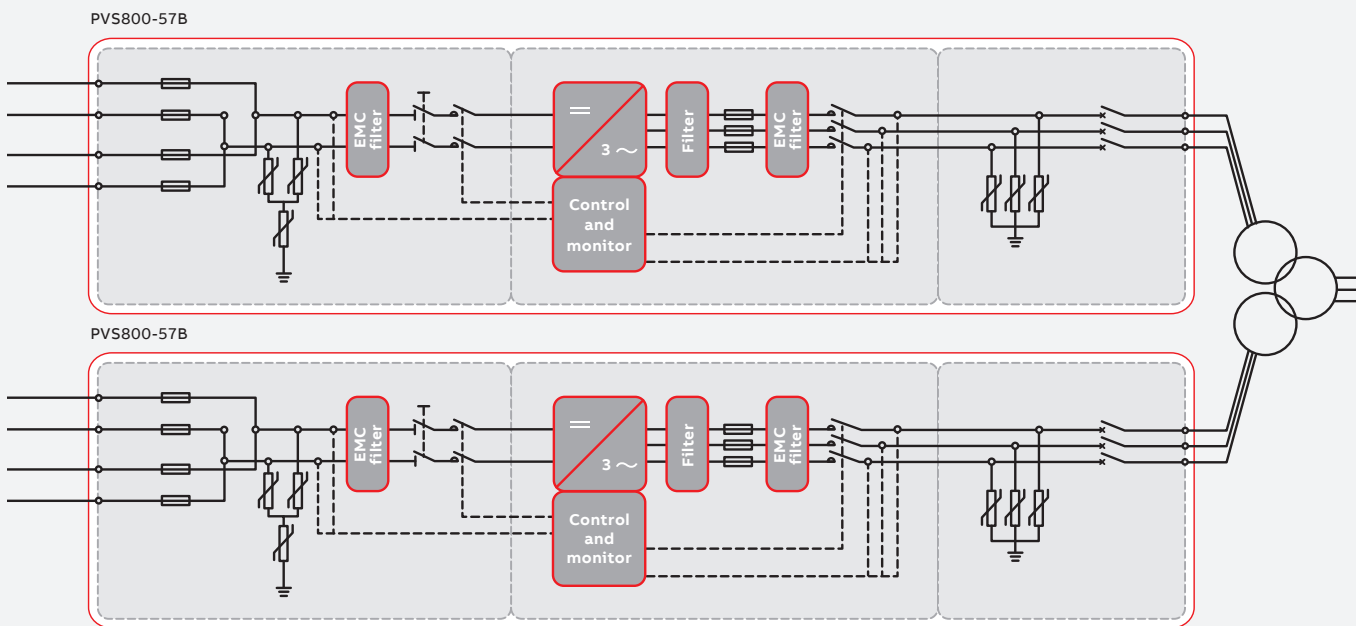 PVS800-57B
EMC
filter
3 ~
Filter
EMC
filter
Control
and
monitor
PVS800-57B
EMC
filter
3 ~
Filter
EMC
filter
Control
and
monitor